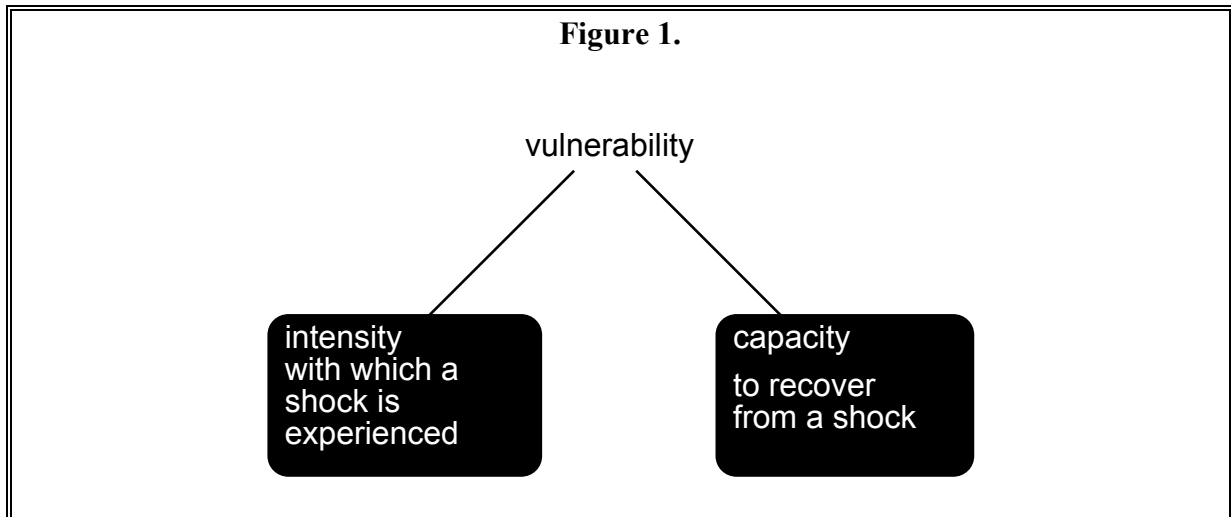 Figure 1.
vulnerability
intensity
with which a
shock is
experienced
capacity
to recover
from a shock